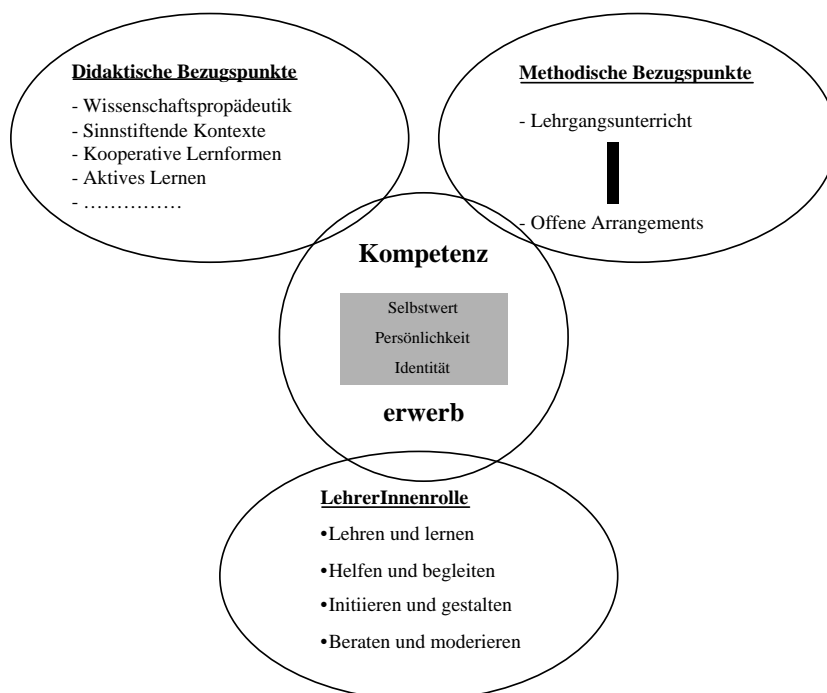 Didaktische Bezugspunkte
- Wissenschaftspropädeutik
- Sinnstiftende Kontexte
- Kooperative Lernformen
- Aktives Lernen
- ……………
Methodische Bezugspunkte
- Lehrgangsunterricht
- Offene Arrangements
Kompetenz
Selbstwert
Persönlichkeit
Identität
erwerb
LehrerInnenrolle
•Lehren und lernen
•Helfen und begleiten
•Initiieren und gestalten
•Beraten und moderieren